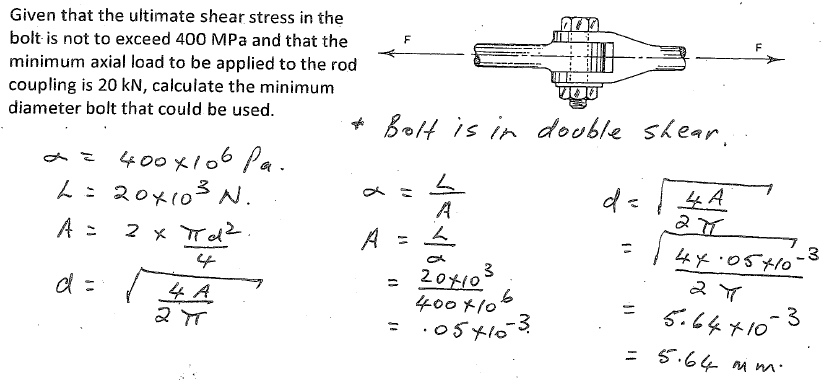 Given that the ultimate shear stress in the
bolt is not to exceed 400 MPa and that the
minimum axial load to be applied to the rod
coupling is 20 kN, calculate the minimum
diameter bolt that could be used.
F
F
* Bolt is in double shear.
α = 400 × 10⁶ Pa.
L = 20×10³ N.
A = 2 × πd²/4
d = √(4A/2π)
α = L/A
A = L/α
= 20×10³/400×10⁶
= .05×10⁻³
d = √(4A/2π)
= √(4×.05×10⁻³/2π)
= 5.64×10⁻³
= 5.64 mm.